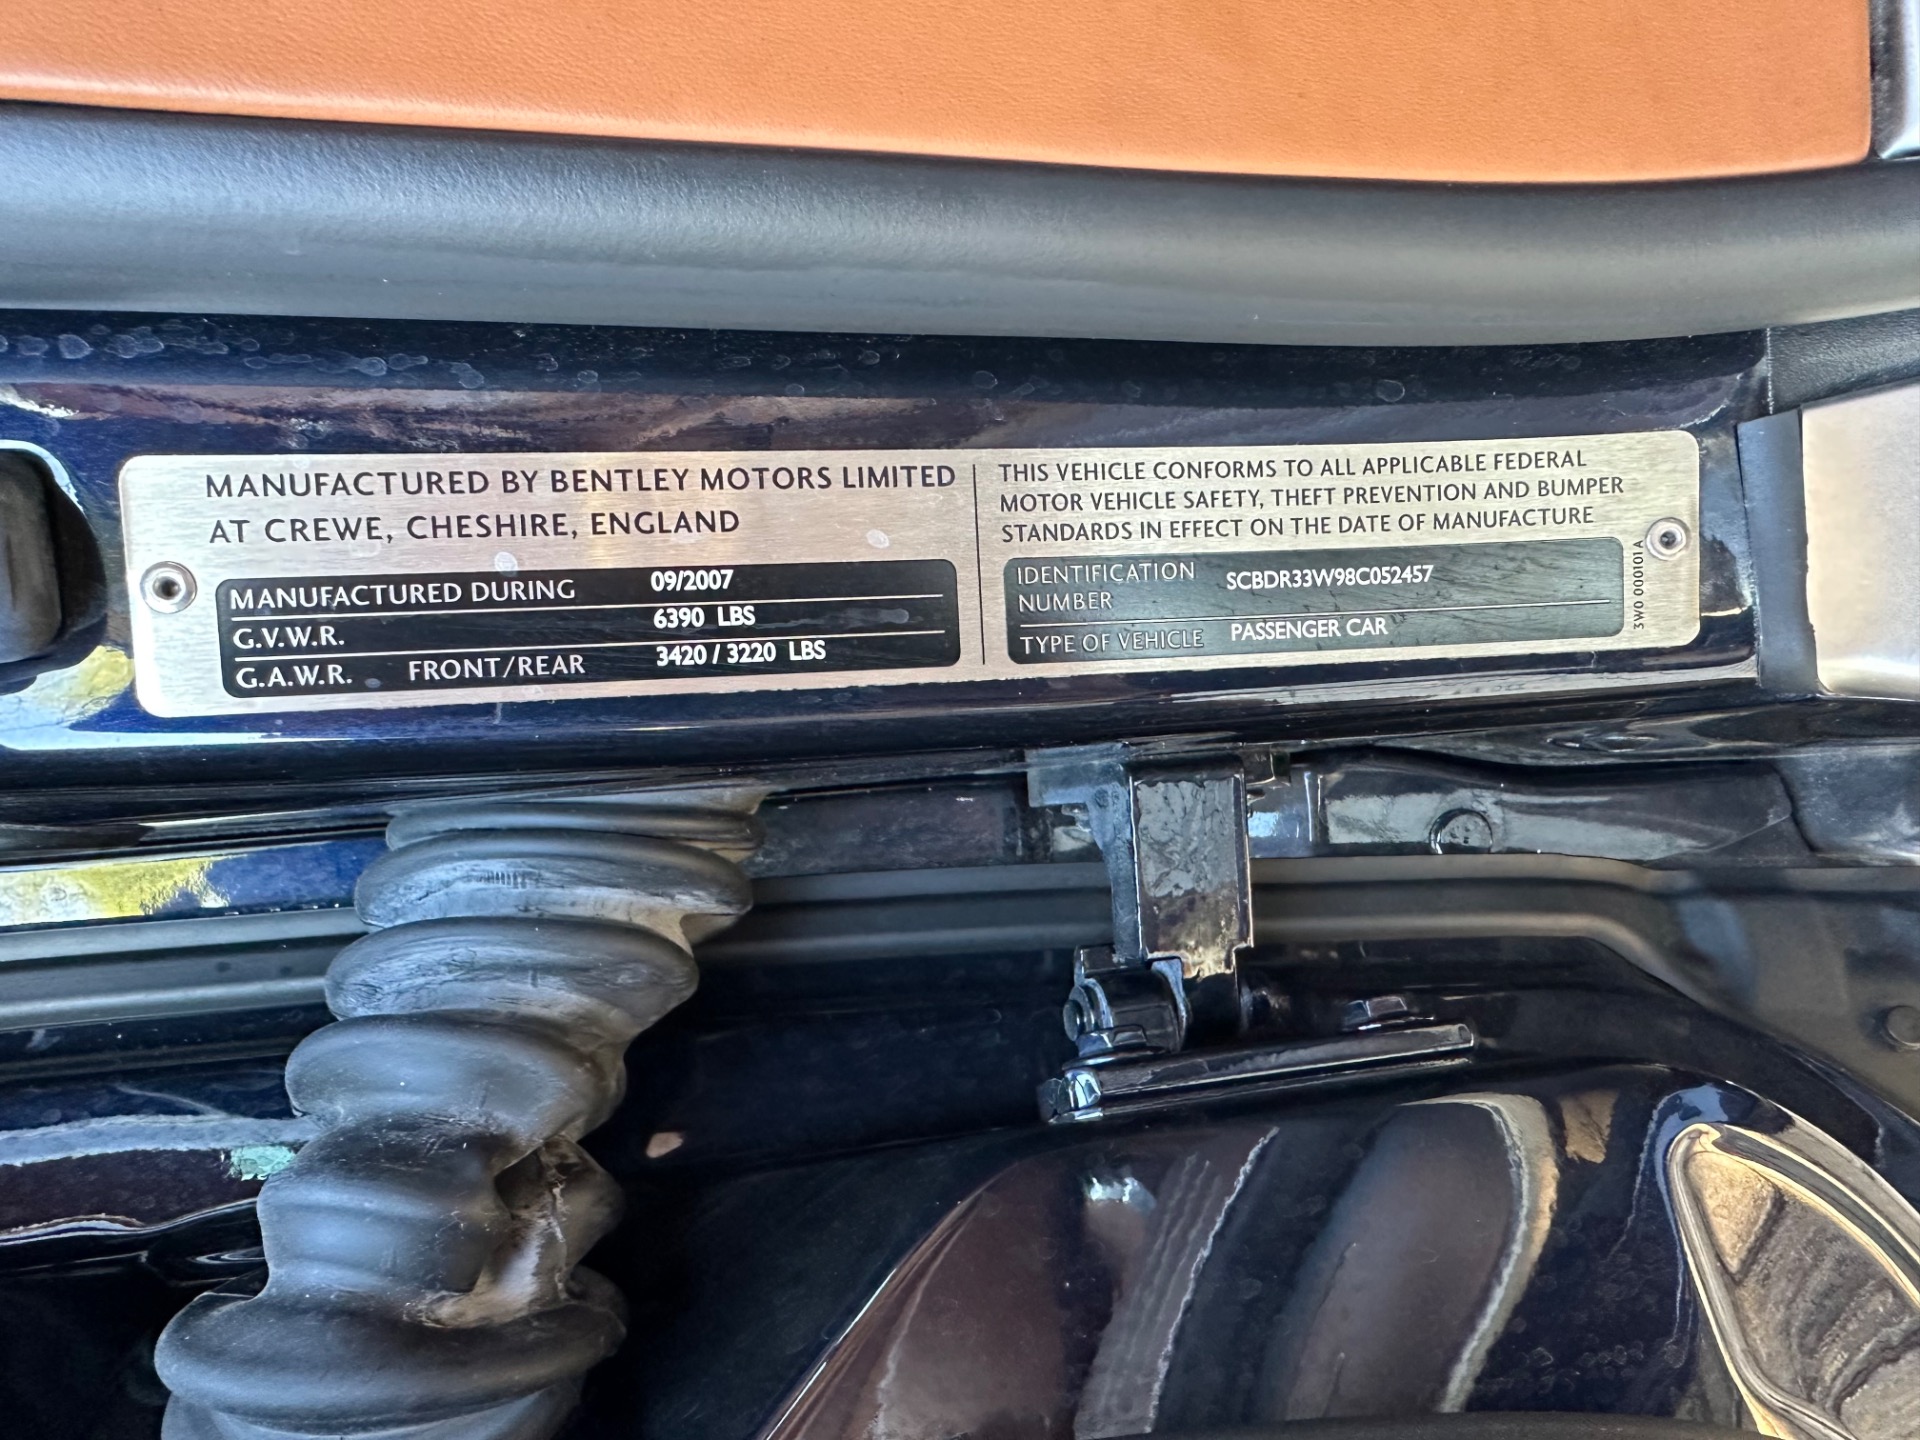 MANUFACTURED BY BENTLEY MOTORS LIMITED
AT CREWE, CHESHIRE, ENGLAND
MANUFACTURED DURING 09/2007
G.V.W.R. 6390 LBS
G.A.W.R. FRONT/REAR 3420 / 3220 LBS
THIS VEHICLE CONFORMS TO ALL APPLICABLE FEDERAL
MOTOR VEHICLE SAFETY, THEFT PREVENTION AND BUMPER
STANDARDS IN EFFECT ON THE DATE OF MANUFACTURE
IDENTIFICATION
NUMBER SCBDR33W98C052457
TYPE OF VEHICLE PASSENGER CAR
3W0 000101 A